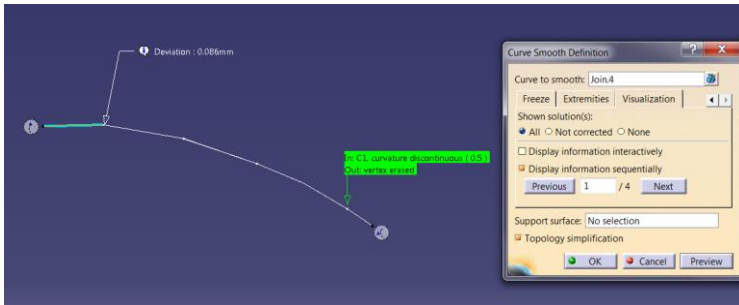 Deviation : 0.086mm
In: C1, curvature discontinuous ( 0.5 )
Out: vertex erased
Curve Smooth Definition
Curve to smooth: Join.4
Freeze Extremities Visualization
Shown solution(s):
All Not corrected None
Display information interactively
Display information sequentially
Previous 1 / 4 Next
Support surface: No selection
Topology simplification
OK Cancel Preview